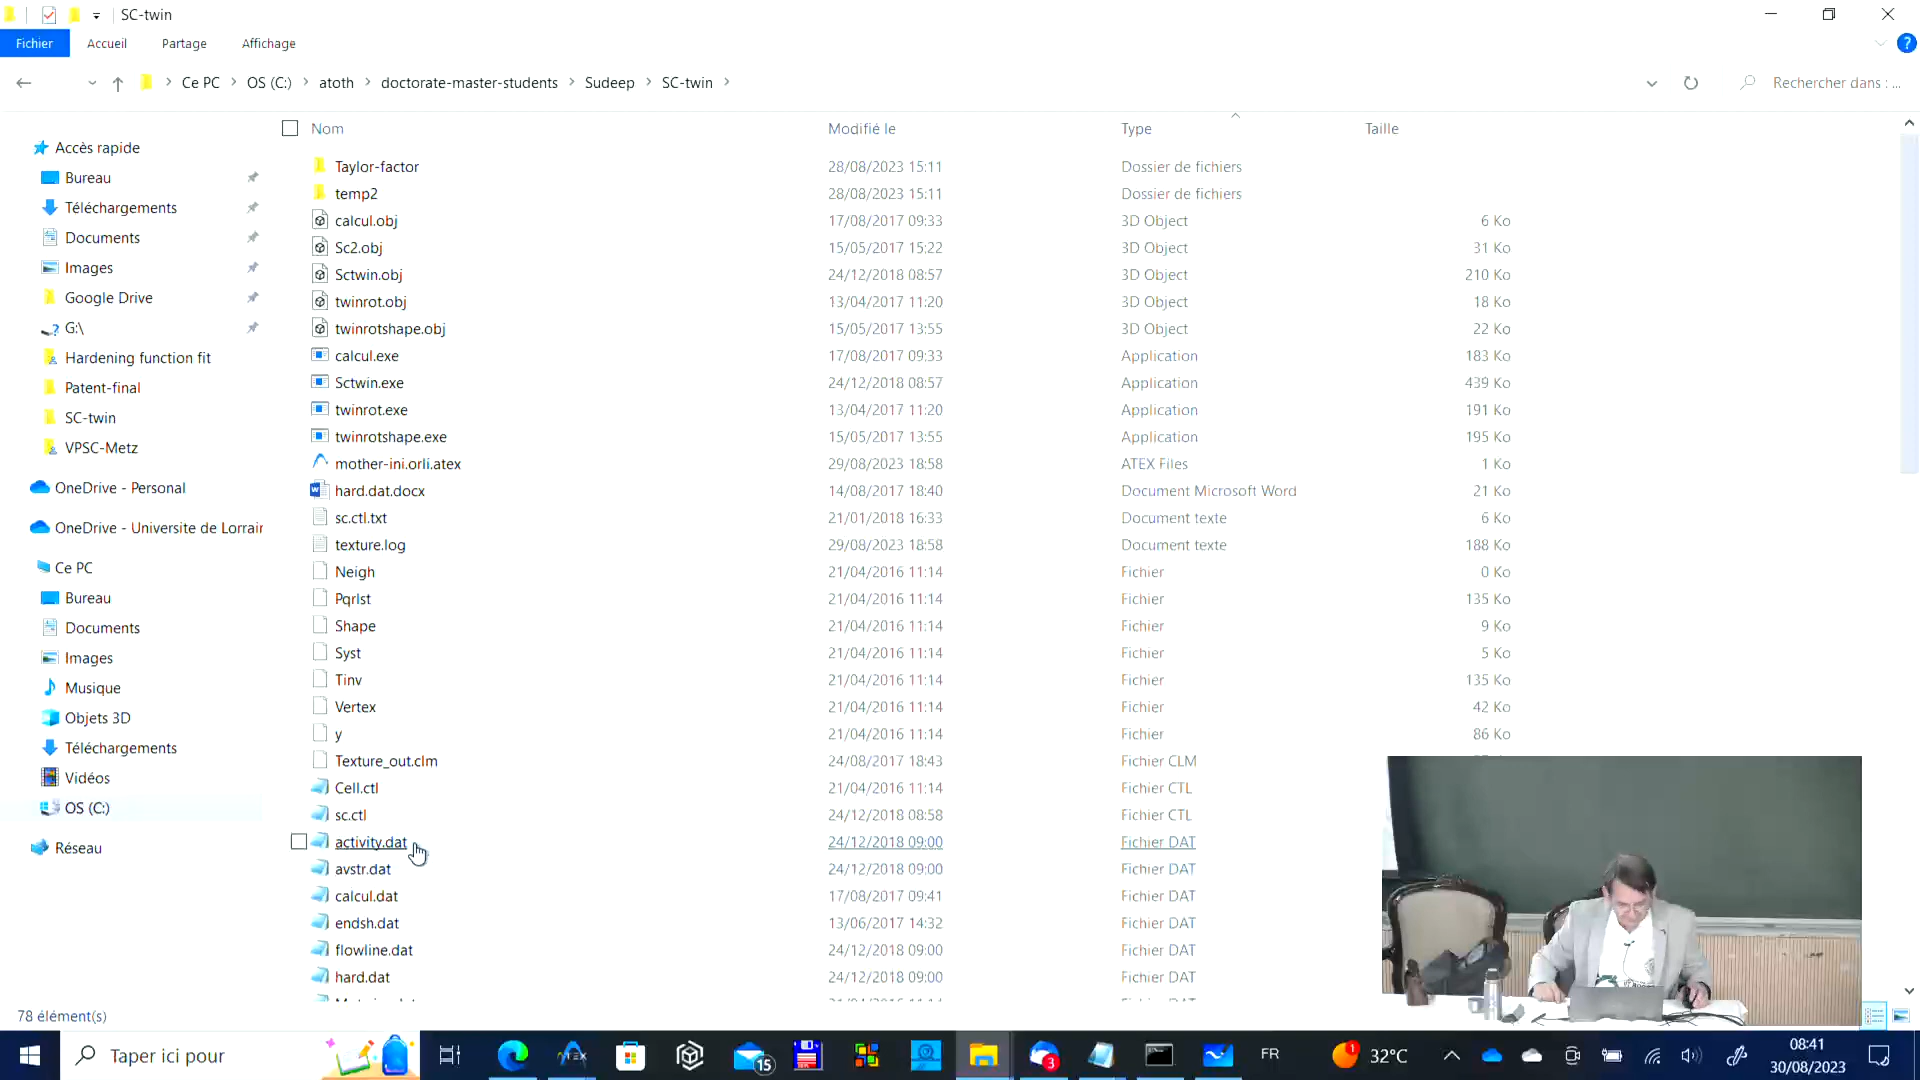 SC-twin
Fichier Accueil Partage Affichage
Ce PC OS (C:) atoth doctorate-master-students Sudeep SC-twin Rechercher dans : ...
Nom Modifié le Type Taille
Accès rapide
Bureau
Téléchargements
Documents
Images
Google Drive
G:\
Hardening function fit
Patent-final
SC-twin
VPSC-Metz
OneDrive - Personal
OneDrive - Universite de Lorrair
Ce PC
Bureau
Documents
Images
Musique
Objets 3D
Téléchargements
Vidéos
OS (C:)
Réseau
Taylor-factor 28/08/2023 15:11 Dossier de fichiers
temp2 28/08/2023 15:11 Dossier de fichiers
calcul.obj 17/08/2017 09:33 3D Object 6 Ko
Sc2.obj 15/05/2017 15:22 3D Object 31 Ko
Sctwin.obj 24/12/2018 08:57 3D Object 210 Ko
twinrot.obj 13/04/2017 11:20 3D Object 18 Ko
twinrotshape.obj 15/05/2017 13:55 3D Object 22 Ko
calcul.exe 17/08/2017 09:33 Application 183 Ko
Sctwin.exe 24/12/2018 08:57 Application 439 Ko
twinrot.exe 13/04/2017 11:20 Application 191 Ko
twinrotshape.exe 15/05/2017 13:55 Application 195 Ko
mother-ini.orli.atex 29/08/2023 18:58 ATEX Files 1 Ko
hard.dat.docx 14/08/2017 18:40 Document Microsoft Word 21 Ko
sc.ctl.txt 21/01/2018 16:33 Document texte 6 Ko
texture.log 29/08/2023 18:58 Document texte 188 Ko
Neigh 21/04/2016 11:14 Fichier 0 Ko
Pqrlst 21/04/2016 11:14 Fichier 135 Ko
Shape 21/04/2016 11:14 Fichier 9 Ko
Syst 21/04/2016 11:14 Fichier 5 Ko
Tinv 21/04/2016 11:14 Fichier 135 Ko
Vertex 21/04/2016 11:14 Fichier 42 Ko
y 21/04/2016 11:14 Fichier 86 Ko
Texture_out.clm 24/08/2017 18:43 Fichier CLM
Cell.ctl 21/04/2016 11:14 Fichier CTL
sc.ctl 24/12/2018 08:58 Fichier CTL
activity.dat 24/12/2018 09:00 Fichier DAT
avstr.dat 24/12/2018 09:00 Fichier DAT
calcul.dat 17/08/2017 09:41 Fichier DAT
endsh.dat 13/06/2017 14:32 Fichier DAT
flowline.dat 24/12/2018 09:00 Fichier DAT
hard.dat 24/12/2018 09:00 Fichier DAT
78 élément(s)
Taper ici pour 15 3 FR 1 32°C 08:41
30/08/2023